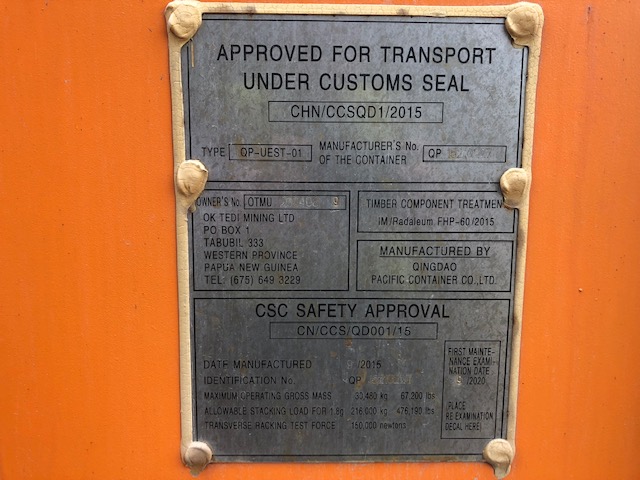 APPROVED FOR TRANSPORT
UNDER CUSTOMS SEAL
CHN/CCSQD1/2015
TYPE QP-UEST-01
MANUFACTURER'S No.
OF THE CONTAINER
QP
OWNER'S No. OTMU
OK TEDI MINING LTD
PO BOX 1
TABUBIL 333
WESTERN PROVINCE
PAPUA NEW GUINEA
TEL: (675) 649 3229
TIMBER COMPONENT TREATMEN
IM/Radaleum FHP-60/2015
MANUFACTURED BY
QINGDAO
PACIFIC CONTAINER CO.,LTD.
CSC SAFETY APPROVAL
CN/CCS/QD001/15
DATE MANUFACTURED /2015
IDENTIFICATION No. QP
MAXIMUM OPERATING GROSS MASS 30,480 kg 67,200 lbs
ALLOWABLE STACKING LOAD FOR 1.8g 216,000 kg 476,190 lbs
TRANSVERSE RACKING TEST FORCE 150,000 newtons
FIRST MAINTE-
NANCE EXAMI-
NATION DATE
/2020
PLACE
RE EXAMINATION
DECAL HERE